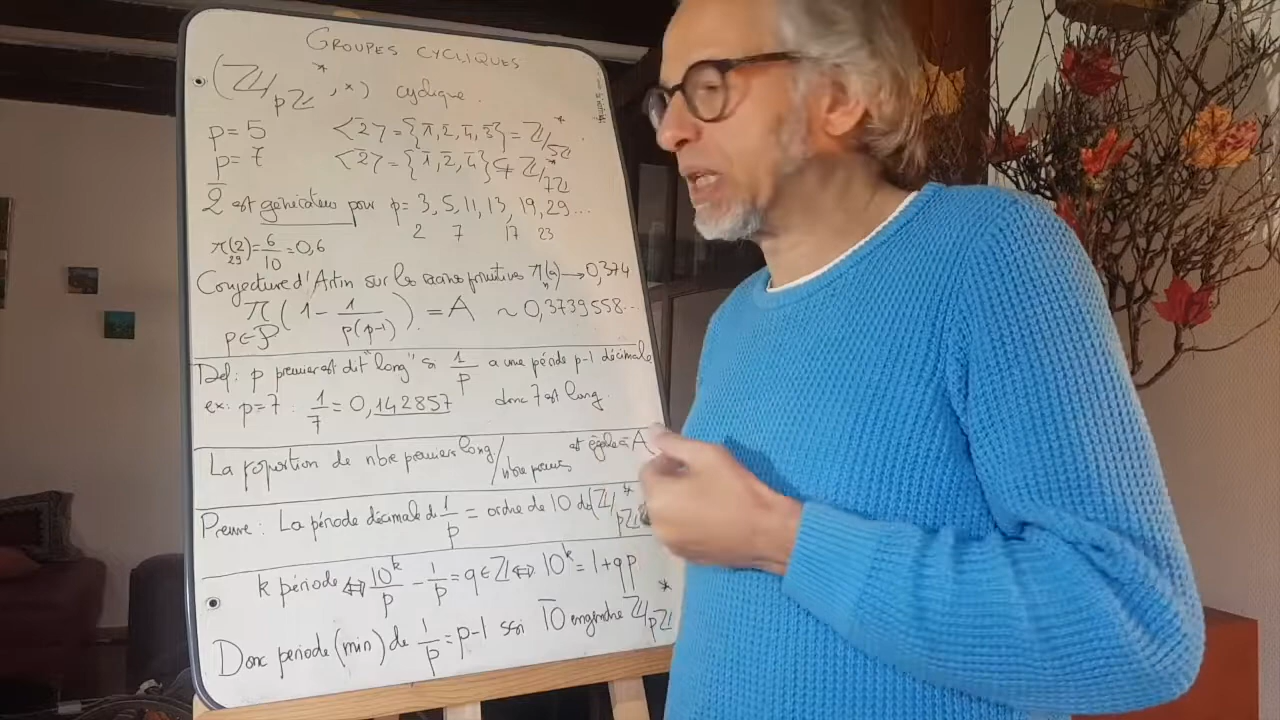 GROUPES CYCLIQUES
(ℤ/pℤ*, ×) cyclique.
p=5 <2̄> = {1̄, 2̄, 4̄, 3̄} = ℤ/5ℤ*.
p=7 <2̄> = {1̄, 2̄, 4̄} ⊊ ℤ/7ℤ*
2̄ est générateur pour p= 3, 5, 11, 13, 19, 29...
2 7 17 23
π(2)=6/10=0,6
29
Conjecture d'Artin sur les racines primitives π(a) → 0,374
n
π (1 - 1/p(p-1)) = A ~ 0,3739558...
p∈P
Def: p premier est dit "long" si 1/p a une période p-1 décimale
ex: p=7. 1/7 = 0,142857 donc 7 est long.
La proportion de nbre premiers long/nbre premiers est égale à A
Preuve: La période décimale d 1/p = ordre de 10 ds (ℤ/pℤ*
k période ⇔ 10^k/p - 1/p = q ∈ ℤ ⇔ 10^k = 1+qp
Donc période (min) de 1/p = p-1 ssi 1̅0̅ engendre ℤ/pℤ*